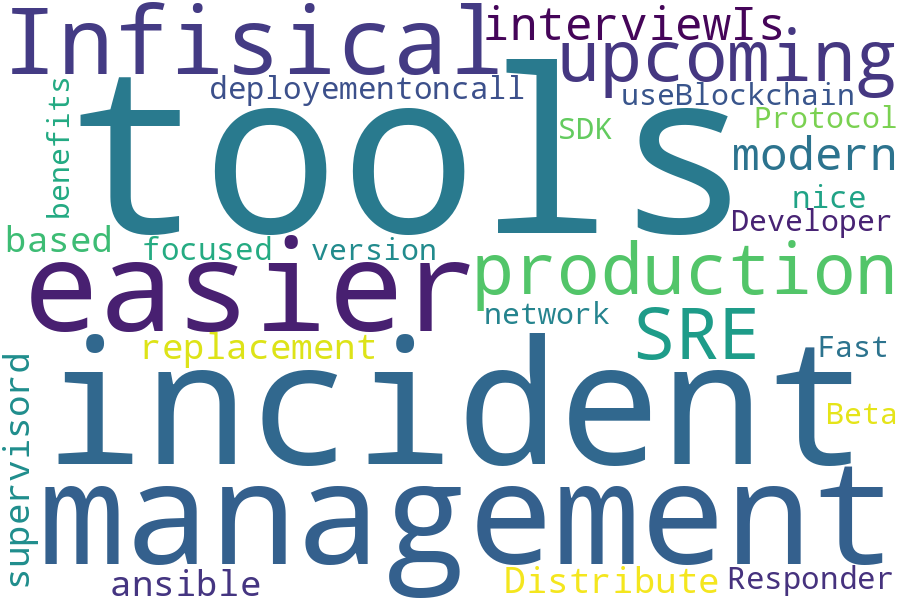 Infisical
interviewIs
upcoming
benefits
deployementoncall
useBlockchain
tools
SDK
Protocol
modern
nice
Developer
based
focused
version
easier
production
network
SRE
replacement
Fast
supervisord
incident
Beta
management
ansible
Distribute
Responder